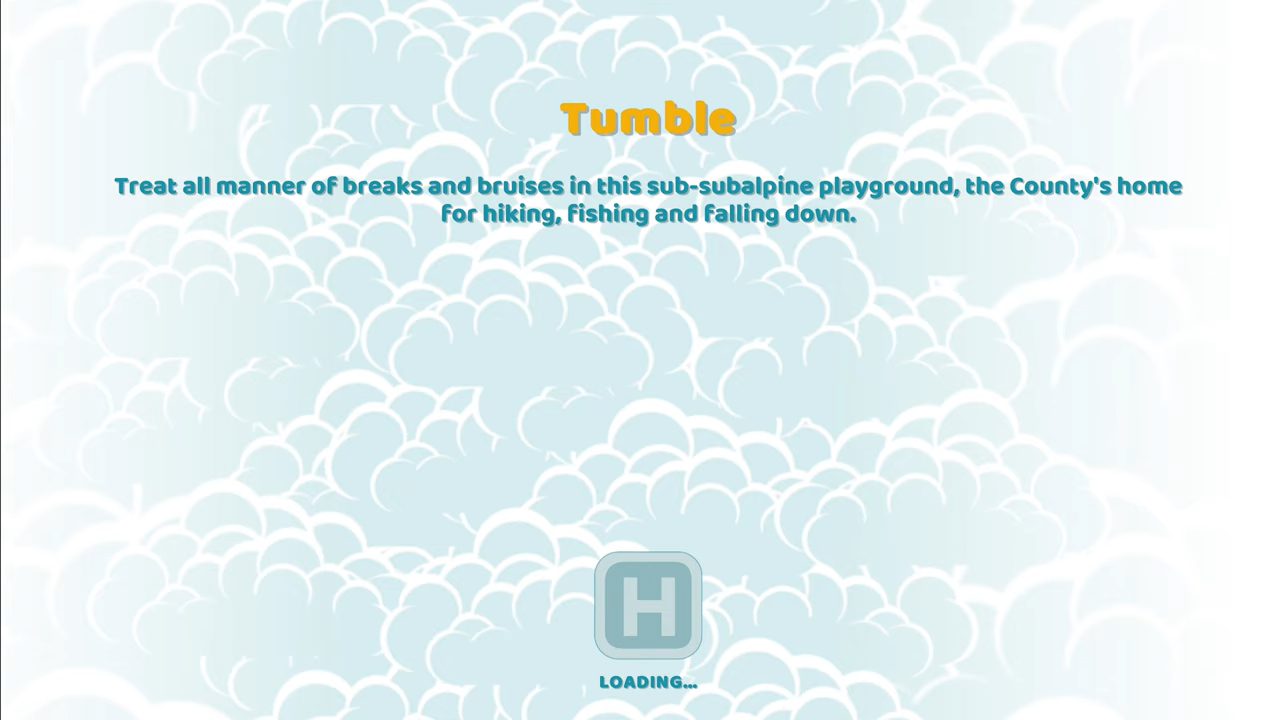 Tumble
Treat all manner of breaks and bruises in this sub-subalpine playground, the County's home
for hiking, fishing and falling down.
H
LOADING...